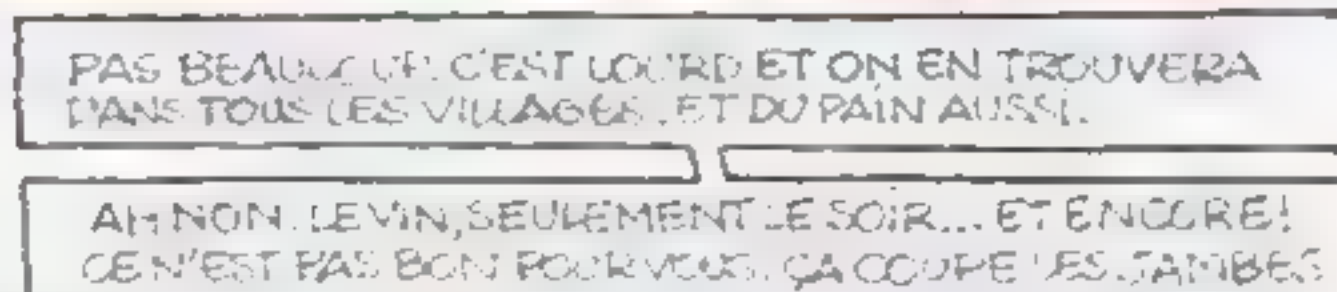 PAS BEAUCOUP. C'EST LOURD ET ON EN TROUVERA
DANS TOUS LES VILLAGES. ET DU PAIN AUSSI.
AH NON. LE VIN, SEULEMENT LE SOIR... ET ENCORE!
CE N'EST PAS BON POUR VOUS. ÇA COUPE LES JAMBES